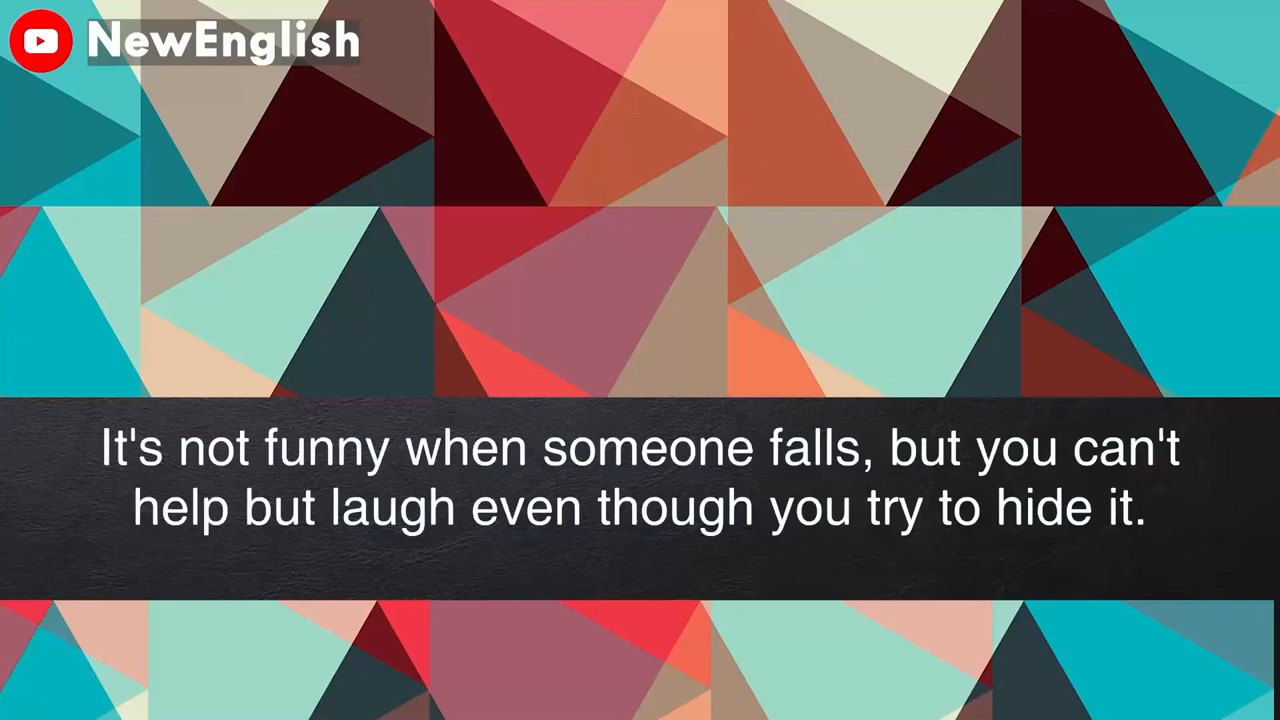 NewEnglish
It's not funny when someone falls, but you can't
help but laugh even though you try to hide it.